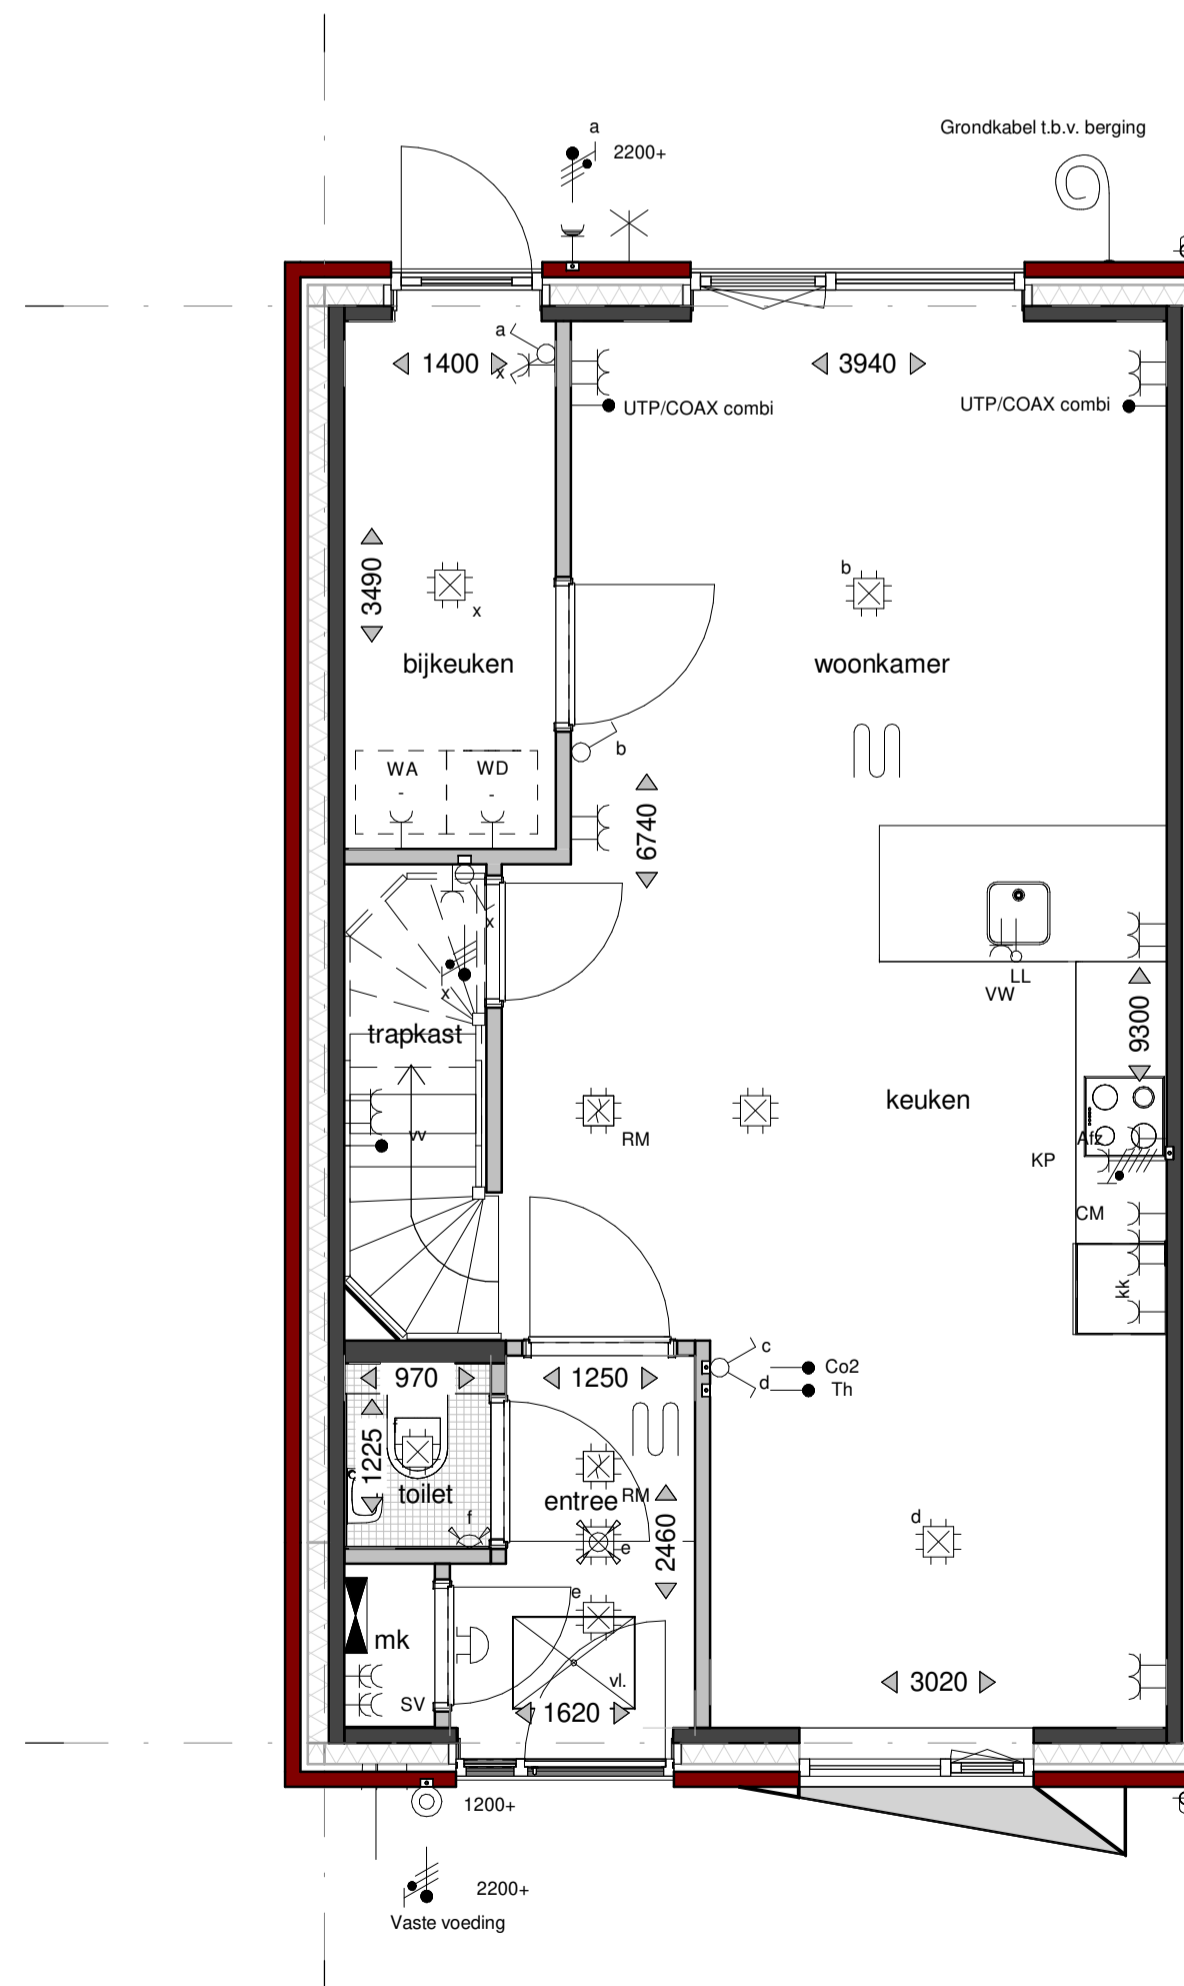 a
2200+
Grondkabel t.b.v. berging
a
1400
x
3940
UTP/COAX combi
UTP/COAX combi
3490
x
b
bijkeuken
woonkamer
b
WA
-
WD
-
6740
x
LL
VW
x
9300
trapkast
keuken
RM
vv
Afz
KP
CM
kk
c
Co2
970
1250
d
Th
1225
toilet
entree
RM
f
e
2460
d
e
mk
vl.
SV
1620
3020
1200+
2200+
Vaste voeding